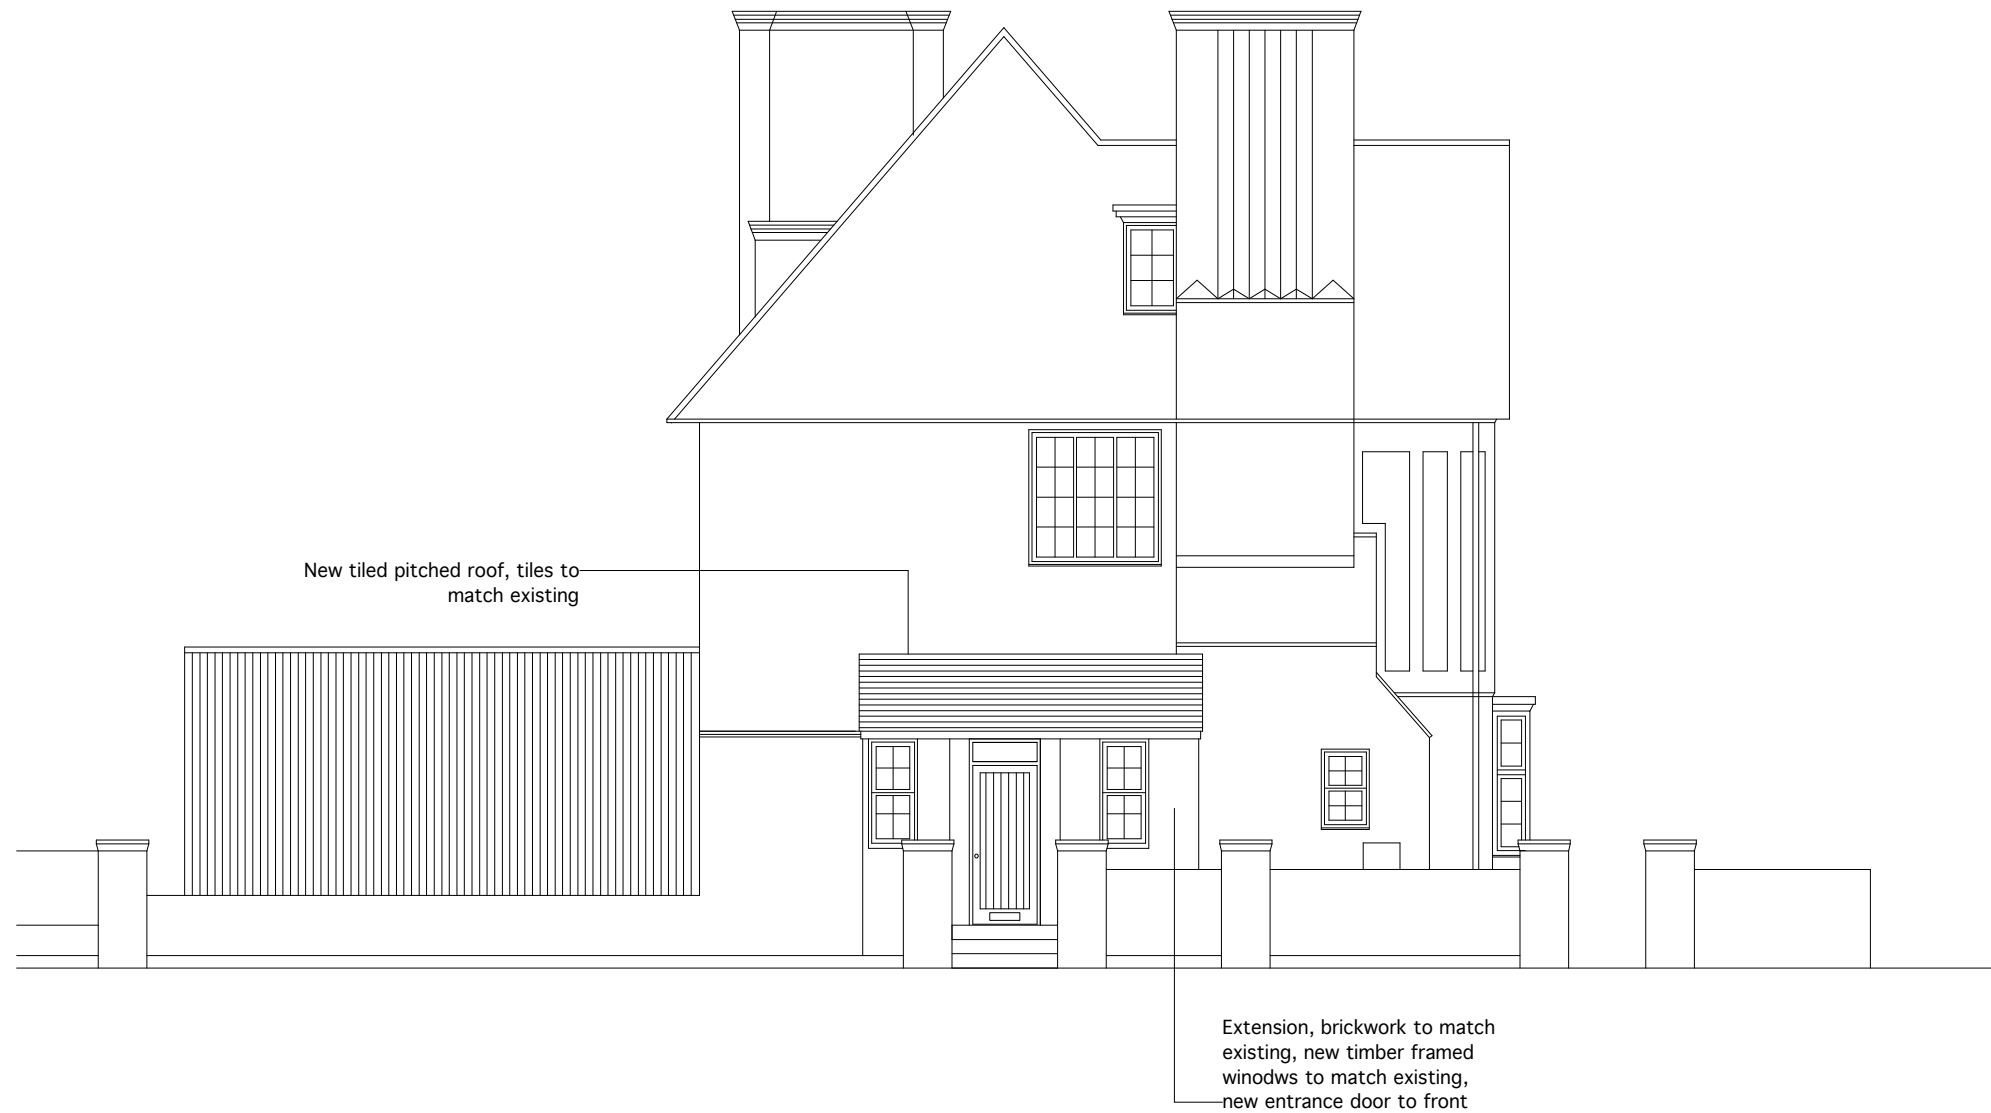 New tiled pitched roof, tiles to
match existing
Extension, brickwork to match
existing, new timber framed
winodws to match existing,
new entrance door to front